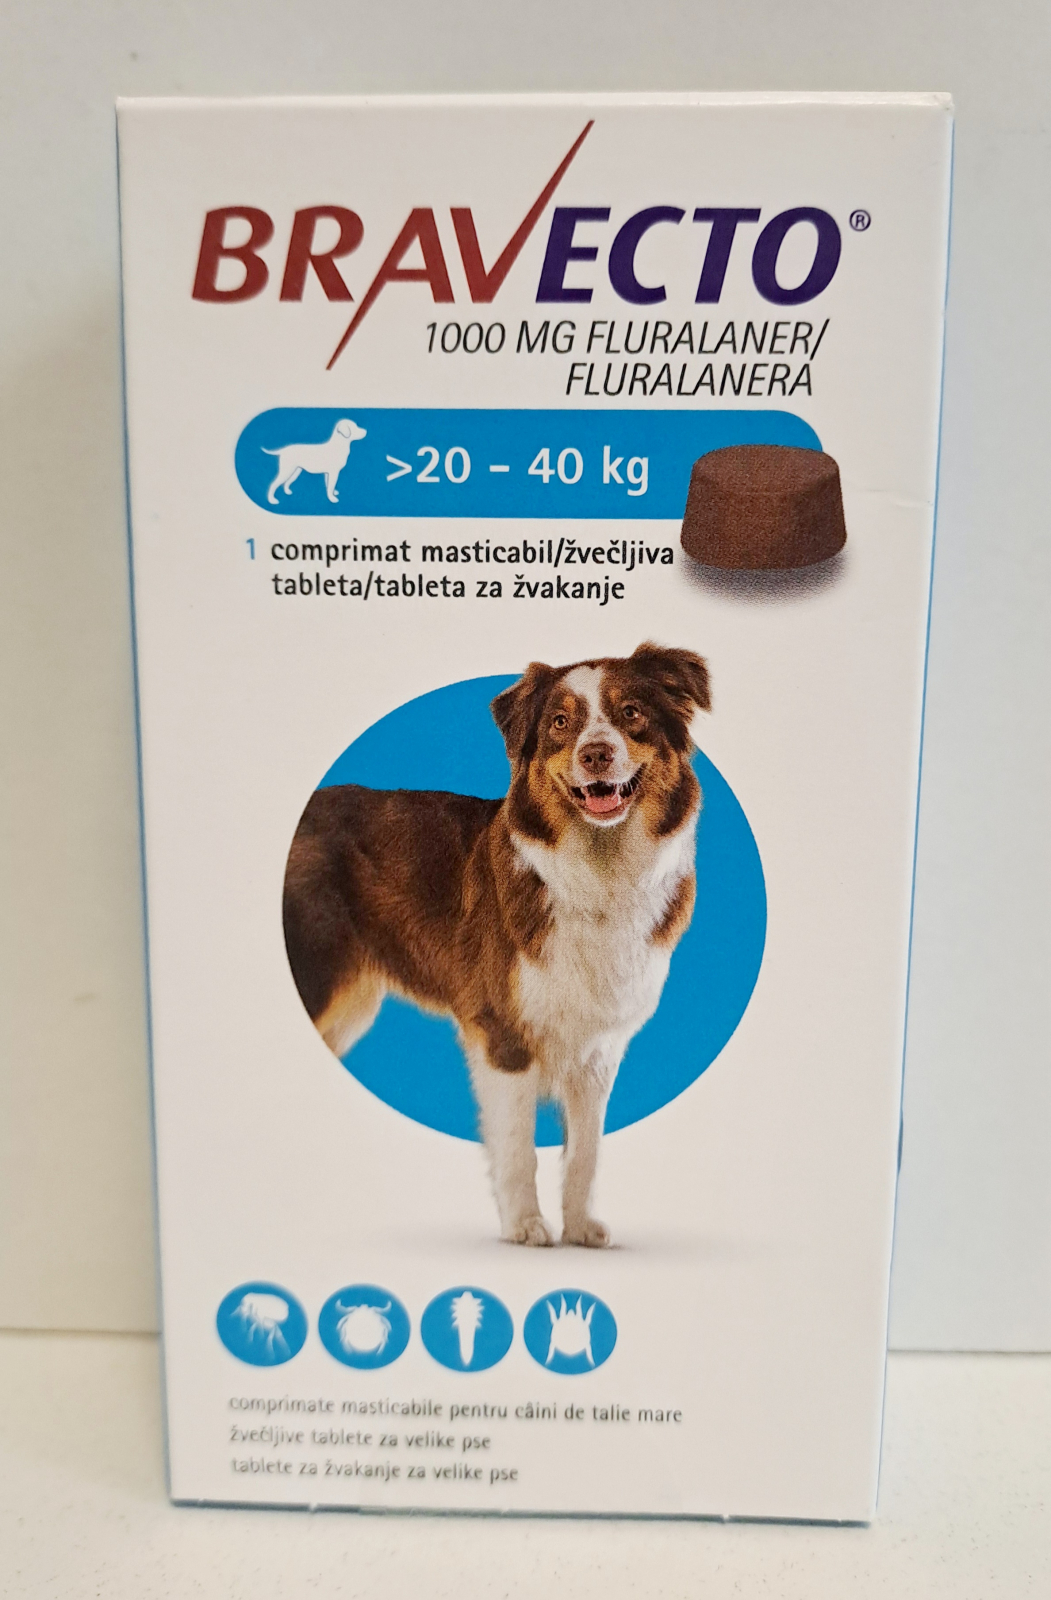 BRAVECTO®
1000 MG FLURALANER/
FLURALANERA
>20 – 40 kg
1 comprimat masticabil/žvečljiva
tableta/tableta za žvakanje
comprimate masticabile pentru câini de talie mare
žvečljive tablete za velike pse
tablete za žvakanje za velike pse